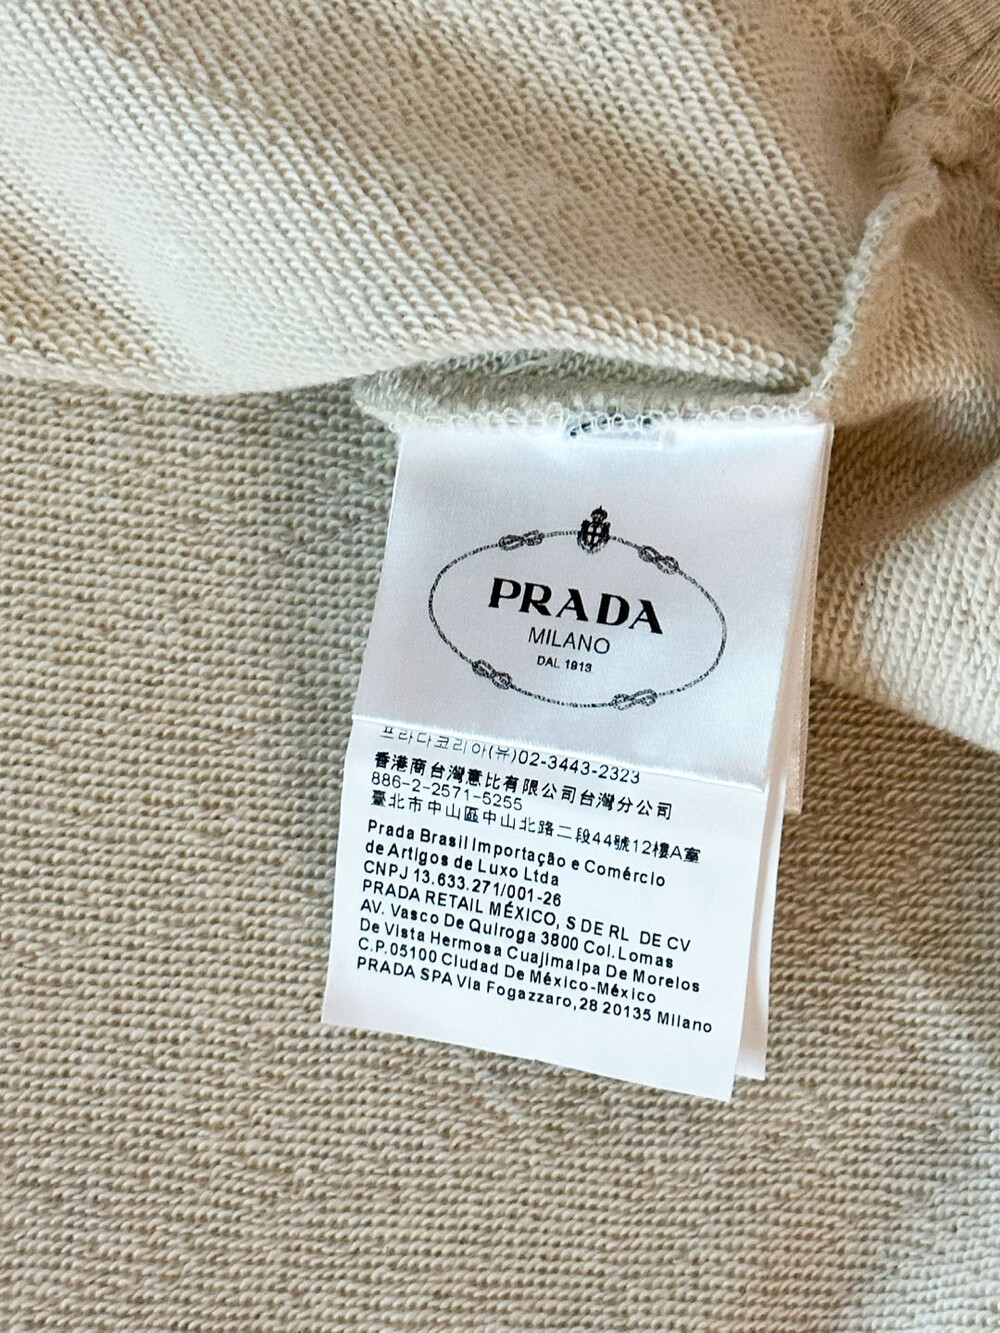 PRADA
MILANO
DAL 1913
프라다코리아(유)02-3443-2323
香港商台灣意比有限公司台灣分公司
886-2-2571-5255
臺北市中山區中山北路二段44號12樓A室
Prada Brasil Importação e Comércio
de Artigos de Luxo Ltda
CNPJ 13.633.271/001-26
PRADA RETAIL MÉXICO, S DE RL DE CV
AV. Vasco De Quiroga 3800 Col.Lomas
De Vista Hermosa Cuajimalpa De Morelos
C.P.05100 Ciudad De México-México
PRADA SPA Via Fogazzaro,28 20135 Milano